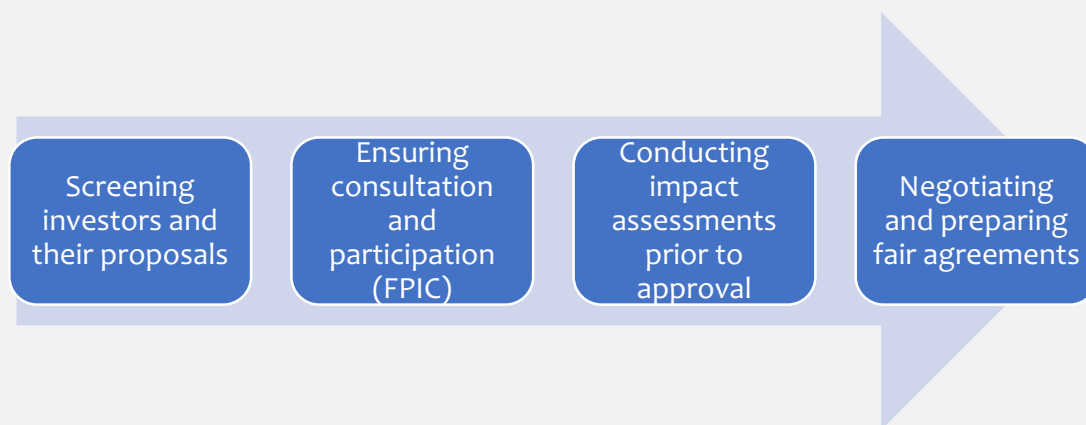 Screening
investors and
their proposals
Ensuring
consultation
and
participation
(FPIC)
Conducting
impact
assessments
prior to
approval
Negotiating
and preparing
fair agreements